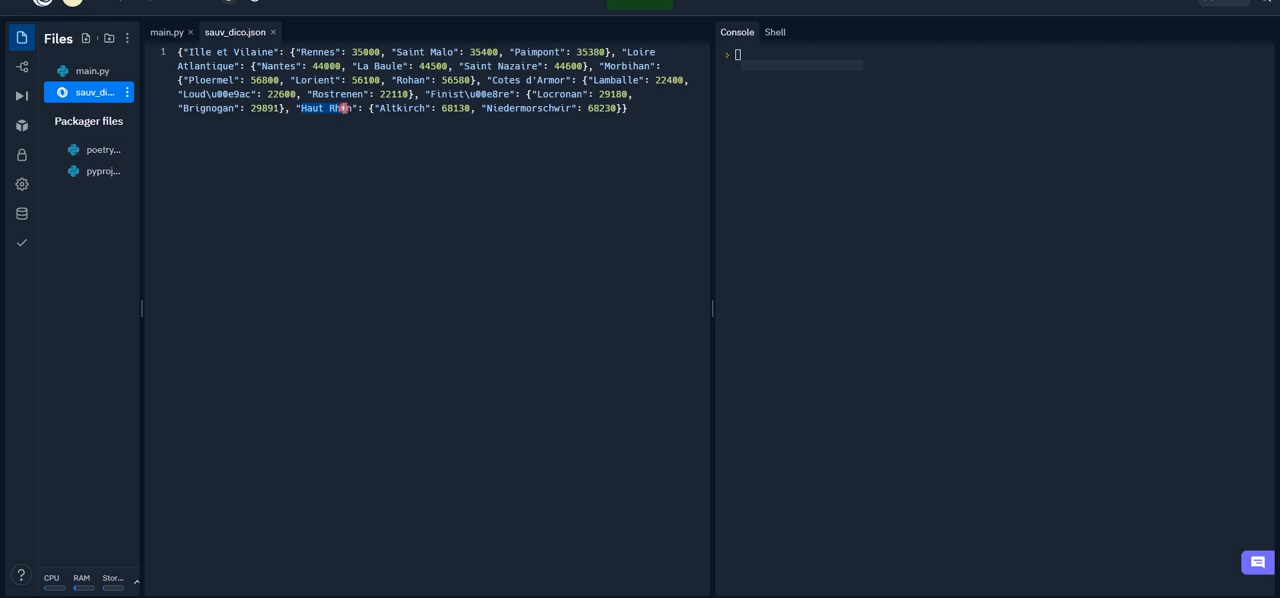 Files
main.py
sauv_di...
Packager files
poetry...
pyproj...
CPU RAM Stor...
main.py × sauv_dico.json ×
1 {"Ille et Vilaine": {"Rennes": 35000, "Saint Malo": 35400, "Paimpont": 35380}, "Loire
Atlantique": {"Nantes": 44000, "La Baule": 44500, "Saint Nazaire": 44600}, "Morbihan":
{"Ploermel": 56800, "Lorient": 56100, "Rohan": 56580}, "Cotes d'Armor": {"Lamballe": 22400,
"Loud\u00e9ac": 22600, "Rostrenen": 22110}, "Finist\u00e8re": {"Locronan": 29180,
"Brignogan": 29891}, "Haut Rhin": {"Altkirch": 68130, "Niedermorschwir": 68230}}
Console Shell